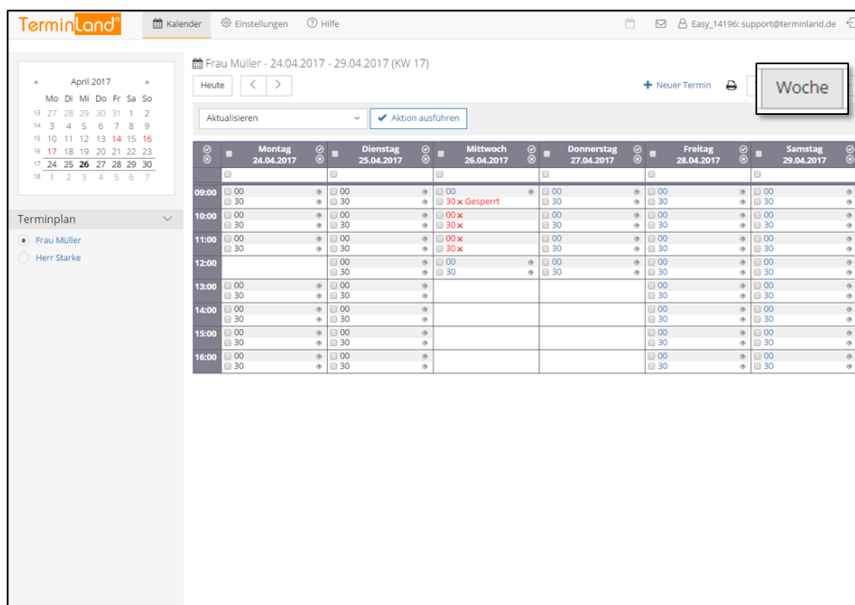 TerminLand®
Kalender
Einstellungen
Hilfe
Easy_14196: support@terminland.de
« April 2017 »
Mo Di Mi Do Fr Sa So
13 27 28 29 30 31 1 2
14 3 4 5 6 7 8 9
15 10 11 12 13 14 15 16
16 17 18 19 20 21 22 23
17 24 25 26 27 28 29 30
18 1 2 3 4 5 6 7
Terminplan
Frau Müller
Herr Starke
Frau Müller - 24.04.2017 - 29.04.2017 (KW 17)
Heute
+ Neuer Termin
Woche
Aktualisieren
Aktion ausführen
Montag Dienstag Mittwoch Donnerstag Freitag Samstag
24.04.2017 25.04.2017 26.04.2017 27.04.2017 28.04.2017 29.04.2017
09:00 00 00 00 00 00 00
30 30 30 x Gesperrt 30 30 30
10:00 00 00 00 x 00 00 00
30 30 30 x 30 30 30
11:00 00 00 00 x 00 00 00
30 30 30 x 30 30 30
12:00 00 00 00 00 00
30 30 30 30 30
13:00 00 00 00 00
30 30 30 30
14:00 00 00 00 00
30 30 30 30
15:00 00 00 00 00
30 30 30 30
16:00 00 00 00 00
30 30 30 30